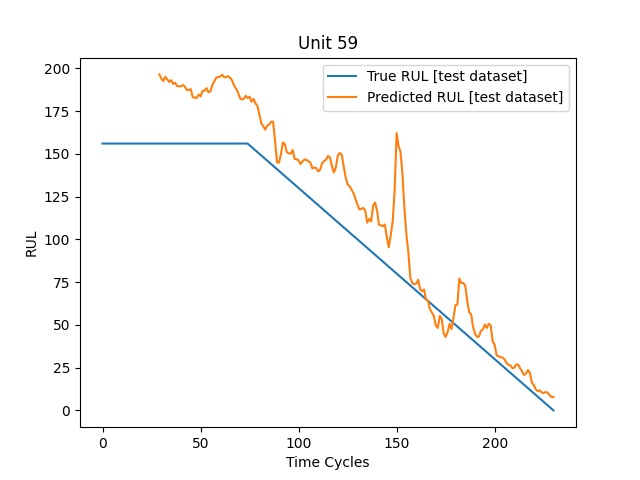 Unit 59
True RUL [test dataset]
Predicted RUL [test dataset]
200
175
150
125
100
75
50
25
0
RUL
0 50 100 150 200
Time Cycles